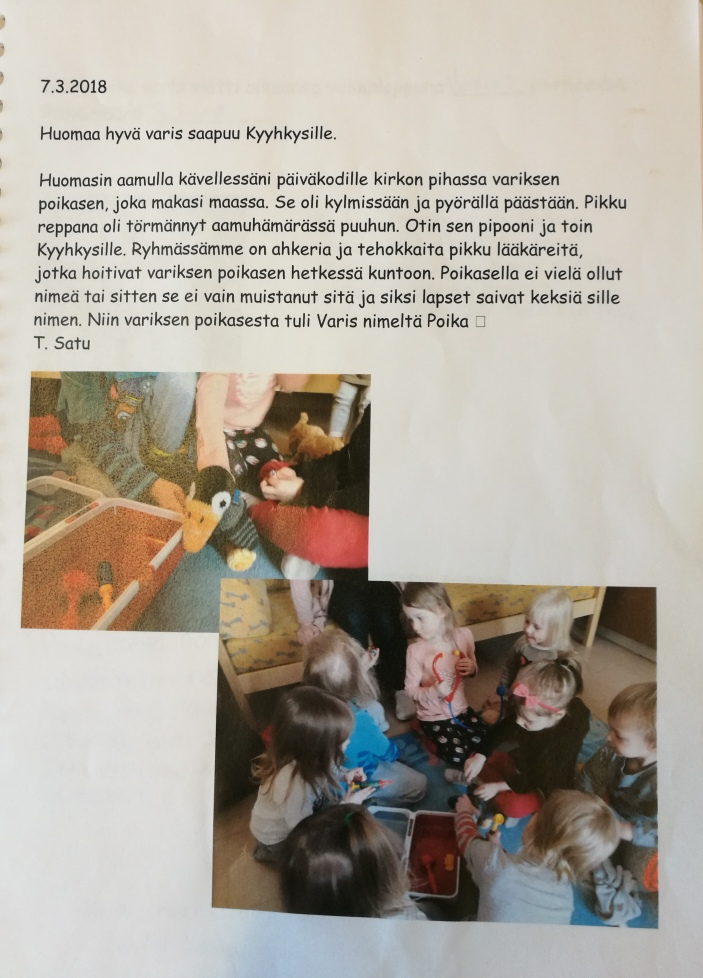 7.3.2018
Huomaa hyvä varis saapuu Kyyhkysille.
Huomasin aamulla kävellessäni päiväkodille kirkon pihassa variksen
poikasen, joka makasi maassa. Se oli kylmissään ja pyörällä päästään. Pikku
reppana oli törmännyt aamuhämärässä puuhun. Otin sen pipooni ja toin
Kyyhkysille. Ryhmässämme on ahkeria ja tehokkaita pikku lääkäreitä,
jotka hoitivat variksen poikasen hetkessä kuntoon. Poikasella ei vielä ollut
nimeä tai sitten se ei vain muistanut sitä ja siksi lapset saivat keksiä sille
nimen. Niin variksen poikasesta tuli Varis nimeltä Poika □
T. Satu